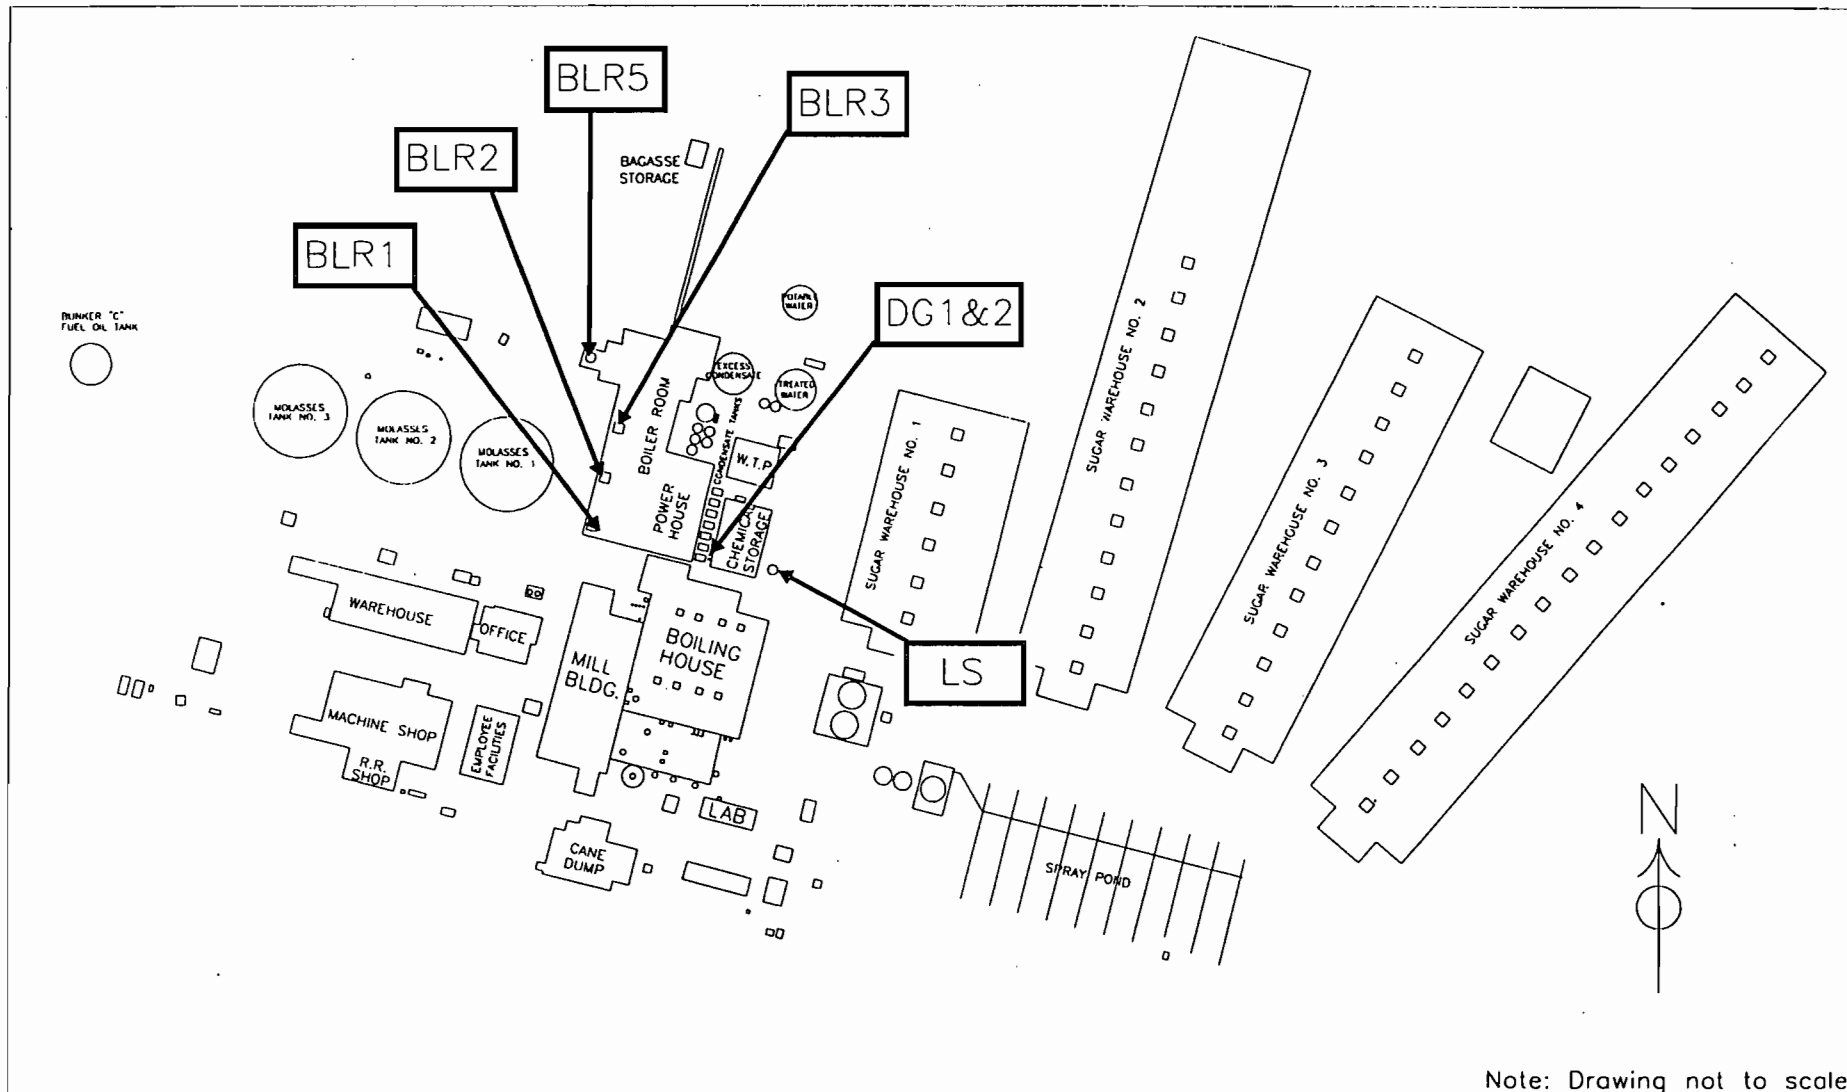 BLR5
BLR3
BLR2
BAGASSE
STORAGE
BLR1
DG1&2
POTABLE
WATER
BUNKER "C"
FUEL OIL TANK
EXCESS
CONDENSATE
TREATED
WATER
MOLASSES
TANK NO. 3
MOLASSES
TANK NO. 2
MOLASSES
TANK NO. 1
BOILER ROOM
CONDENSATE TANKS
W.T.P
POWER
HOUSE
CHEMICAL
STORAGE
SUGAR WAREHOUSE NO. 1
SUGAR WAREHOUSE NO. 2
SUGAR WAREHOUSE NO. 3
SUGAR WAREHOUSE NO. 4
WAREHOUSE
OFFICE
MILL
BLDG.
BOILING
HOUSE
LS
MACHINE SHOP
R.R.
SHOP
EMPLOYEE
FACILITIES
LAB
CANE
DUMP
SPRAY POND
N
Note: Drawing not to scale